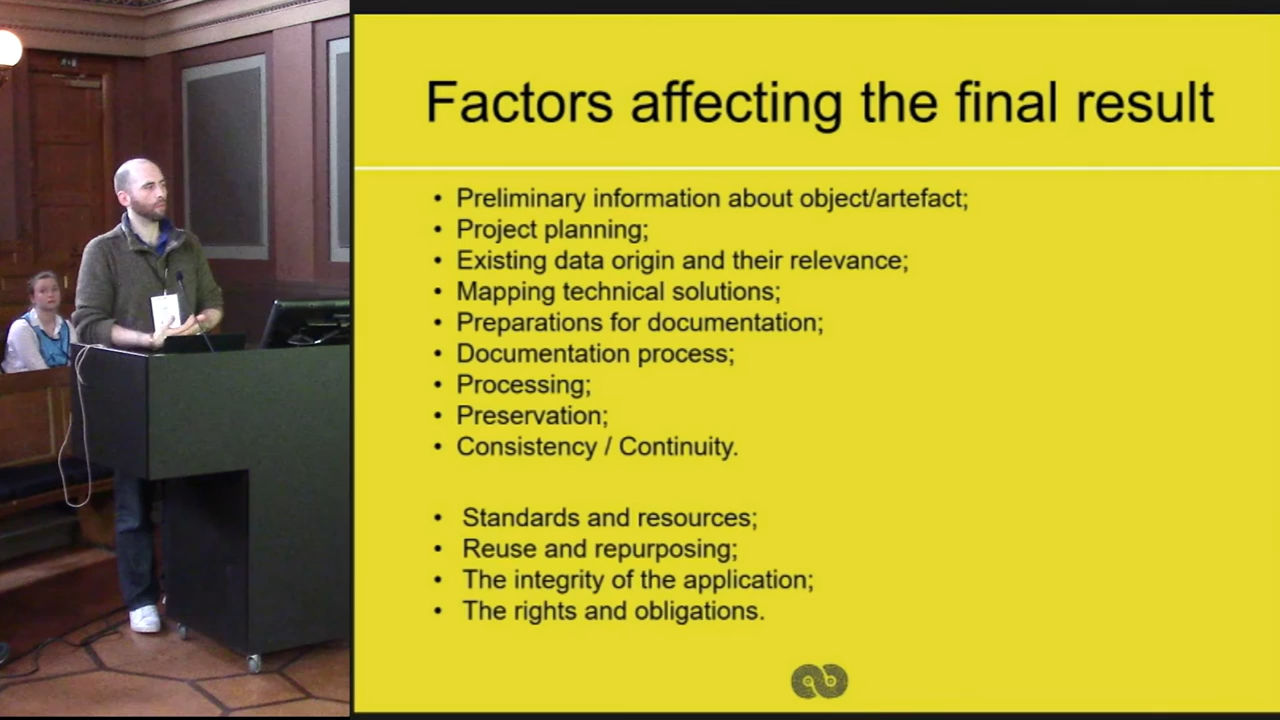 Factors affecting the final result
• Preliminary information about object/artefact;
• Project planning;
• Existing data origin and their relevance;
• Mapping technical solutions;
• Preparations for documentation;
• Documentation process;
• Processing;
• Preservation;
• Consistency / Continuity.
• Standards and resources;
• Reuse and repurposing;
• The integrity of the application;
• The rights and obligations.